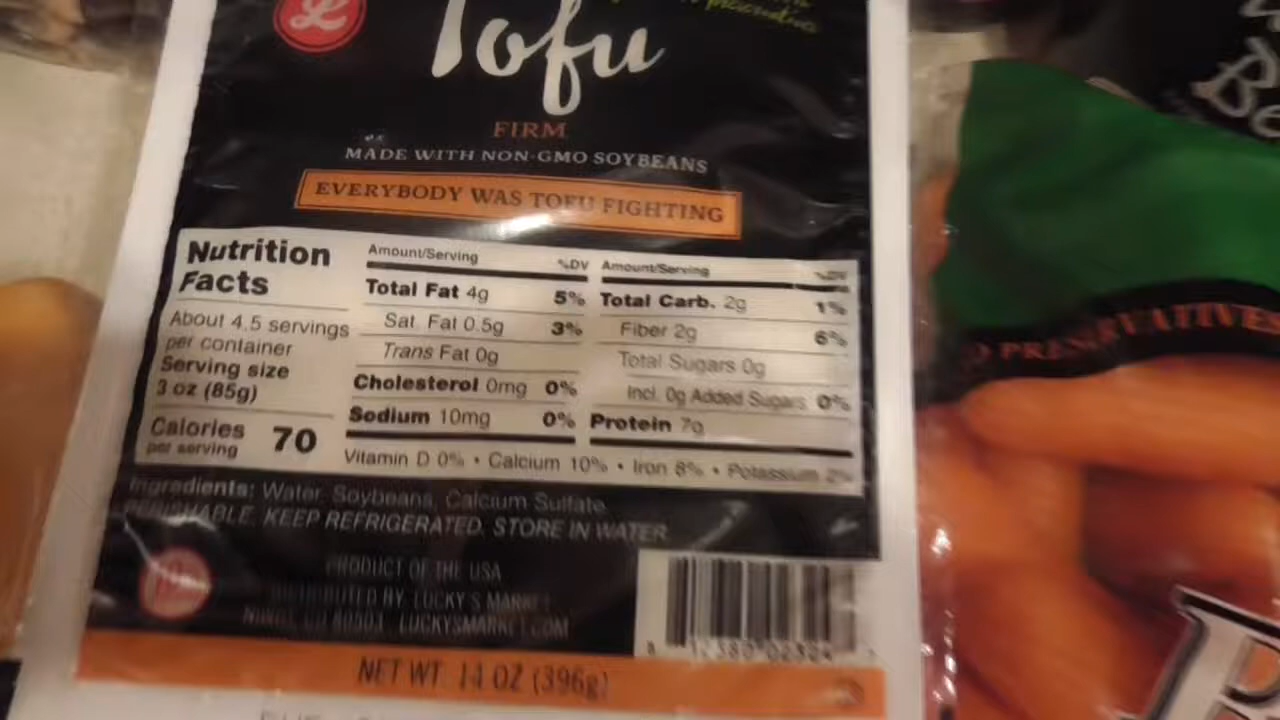 L
Tofu
FIRM
MADE WITH NON-GMO SOYBEANS
EVERYBODY WAS TOFU FIGHTING
Nutrition
Facts
About 4.5 servings
per container
Serving size
3 oz (85g)
Calories
per serving
70
Amount/Serving %DV
Total Fat 4g 5%
Sat. Fat 0.5g 3%
Trans Fat 0g
Cholesterol 0mg 0%
Sodium 10mg 0%
Amount/Serving %DV
Total Carb. 2g 1%
Fiber 2g 6%
Total Sugars 0g
Incl. 0g Added Sugars 0%
Protein 7g
Vitamin D 0% • Calcium 10% • Iron 8% • Potassium 2%
Ingredients: Water, Soybeans, Calcium Sulfate.
PERISHABLE. KEEP REFRIGERATED. STORE IN WATER.
PRODUCT OF THE USA
DISTRIBUTED BY LUCKY'S MARKET
LUCKYSMARKET.COM
NET WT. 14 OZ (396g)
PRESERVATIVES